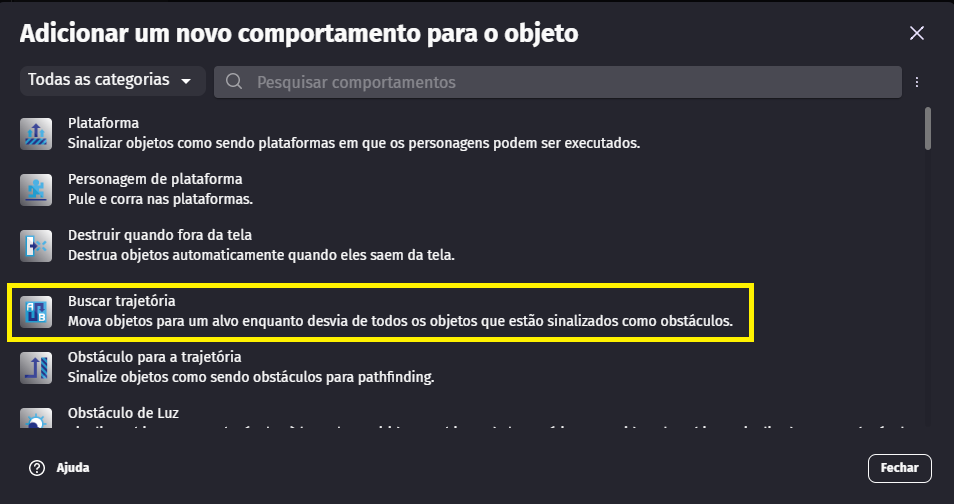 Adicionar um novo comportamento para o objeto
Todas as categorias
Pesquisar comportamentos
Plataforma
Sinalizar objetos como sendo plataformas em que os personagens podem ser executados.
Personagem de plataforma
Pule e corra nas plataformas.
Destruir quando fora da tela
Destrua objetos automaticamente quando eles saem da tela.
Buscar trajetória
Mova objetos para um alvo enquanto desvia de todos os objetos que estão sinalizados como obstáculos.
Obstáculo para a trajetória
Sinalize objetos como sendo obstáculos para pathfinding.
Obstáculo de Luz
Ajuda
Fechar